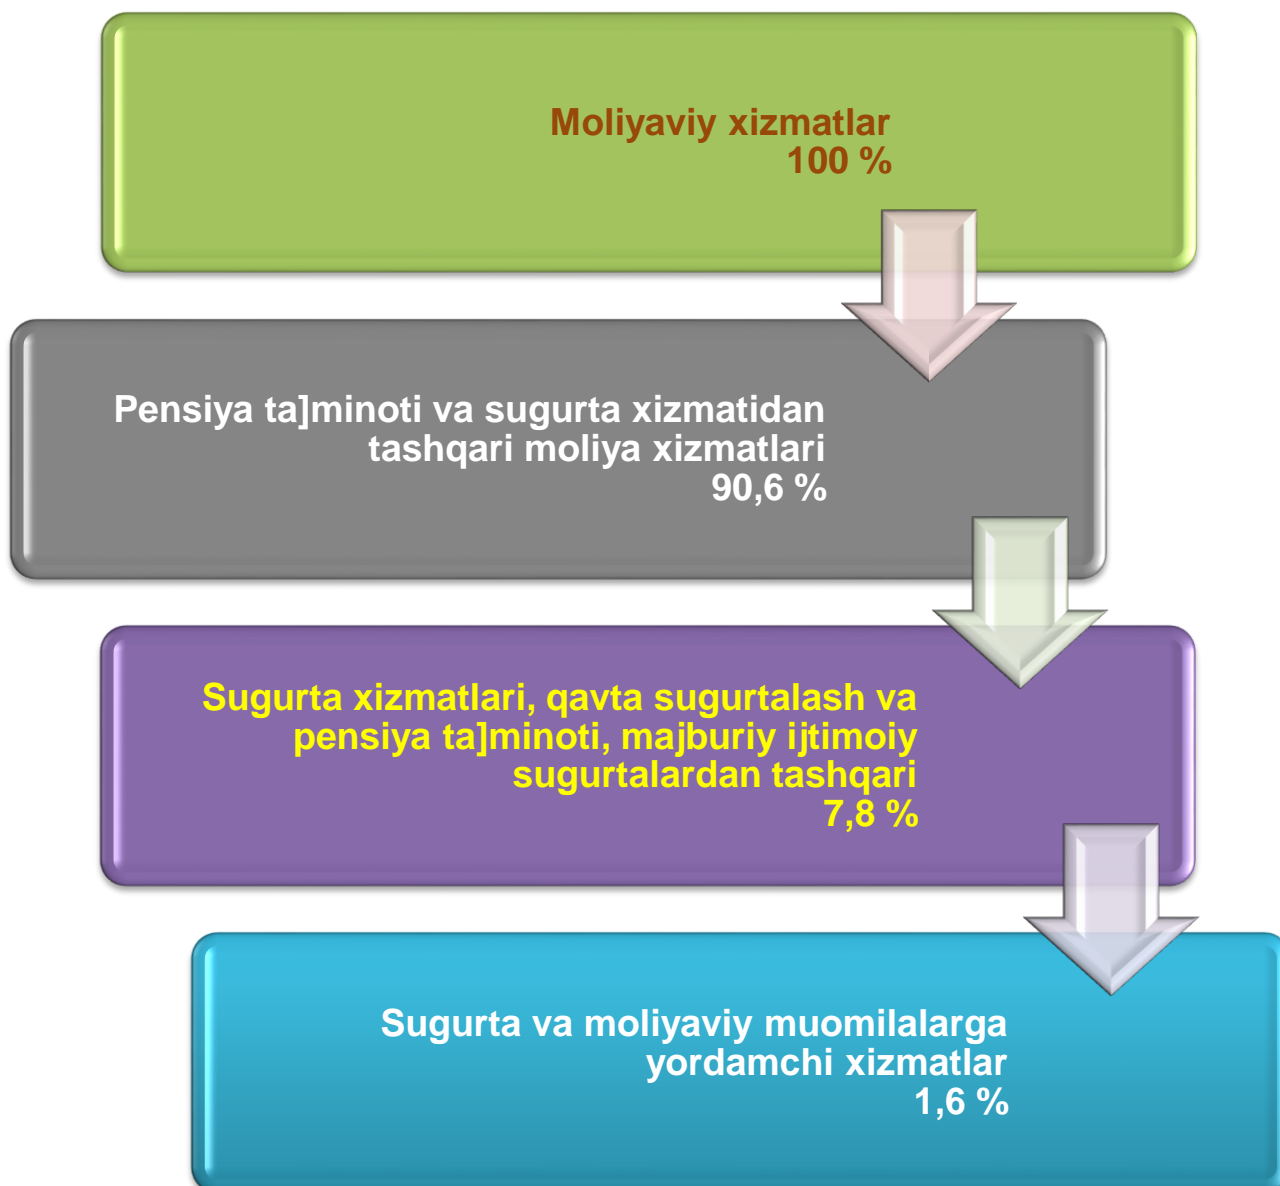 Moliyaviy xizmatlar
100 %
Pensiya ta]minoti va sugurta xizmatidan
tashqari moliya xizmatlari
90,6 %
Sugurta xizmatlari, qavta sugurtalash va
pensiya ta]minoti, majburiy ijtimoiy
sugurtalardan tashqari
7,8 %
Sugurta va moliyaviy muomilalarga
yordamchi xizmatlar
1,6 %